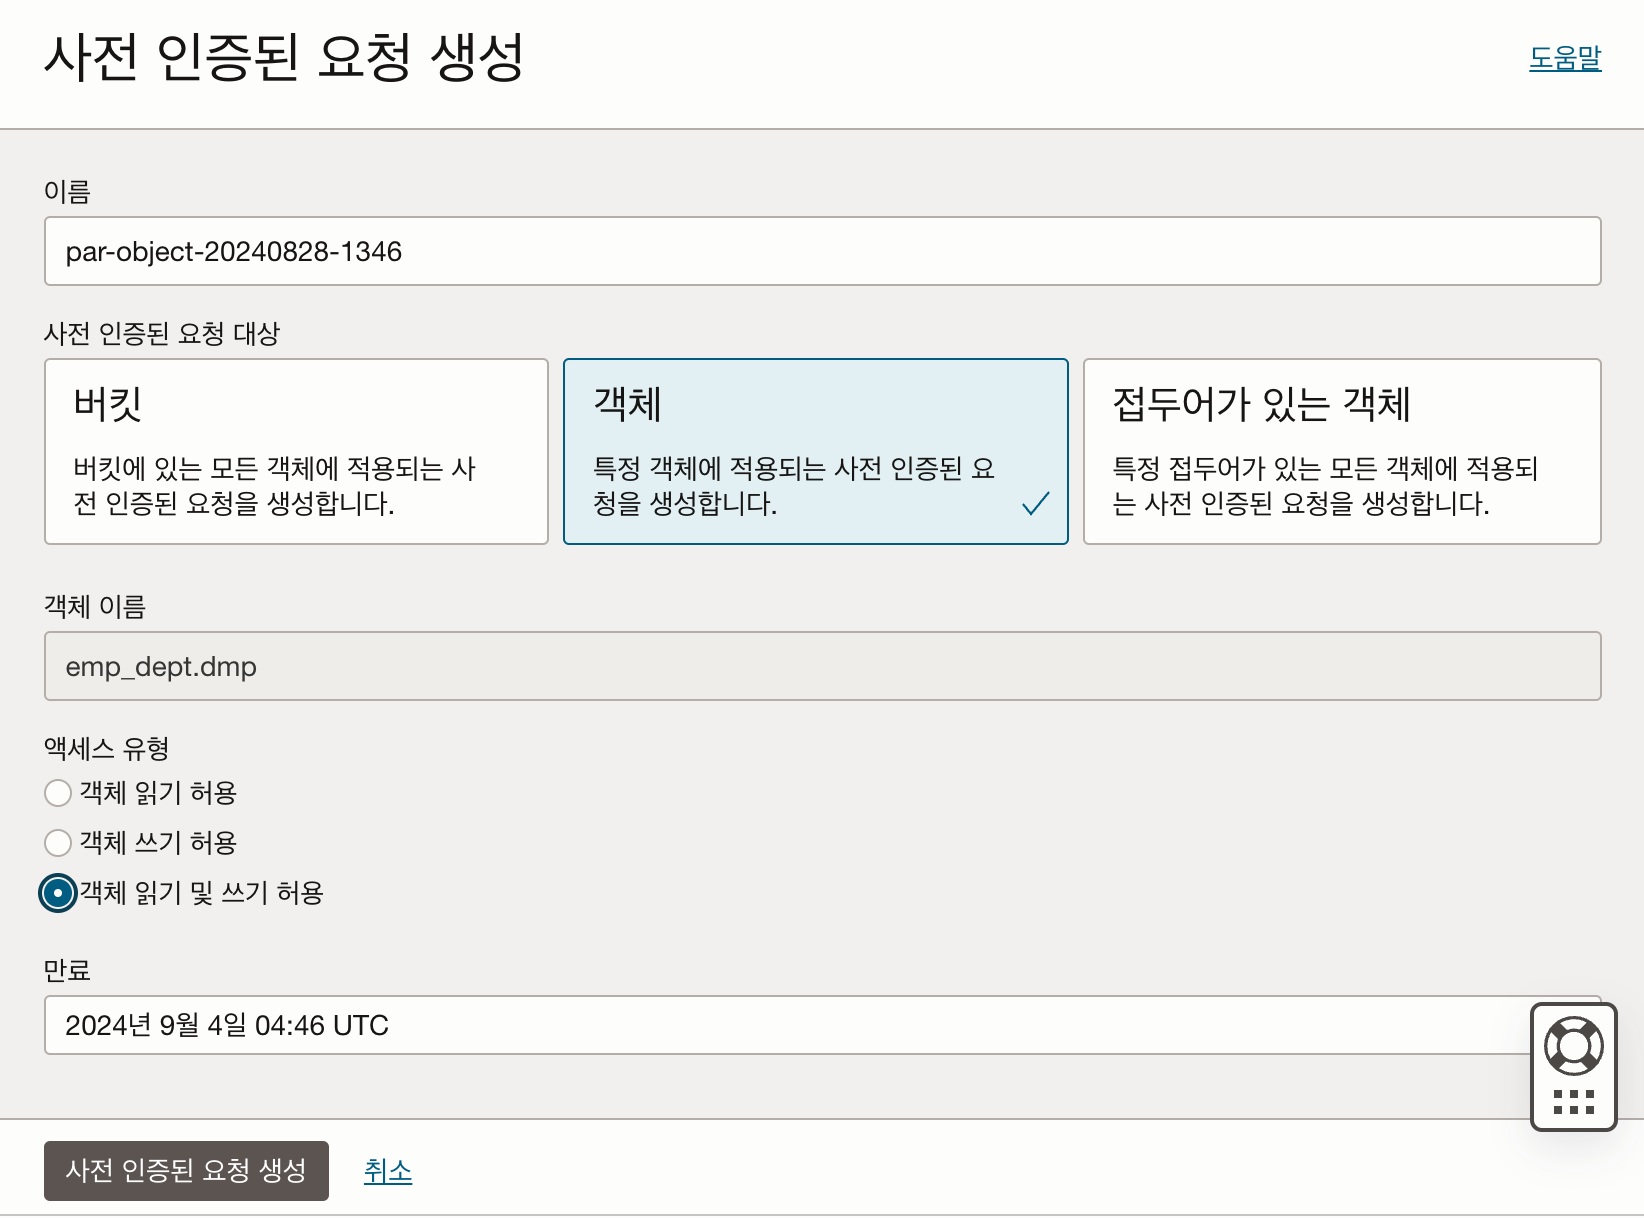 사전 인증된 요청 생성
도움말
이름
par-object-20240828-1346
사전 인증된 요청 대상
버킷
버킷에 있는 모든 객체에 적용되는 사
전 인증된 요청을 생성합니다.
객체
특정 객체에 적용되는 사전 인증된 요
청을 생성합니다.
접두어가 있는 객체
특정 접두어가 있는 모든 객체에 적용되
는 사전 인증된 요청을 생성합니다.
객체 이름
emp_dept.dmp
액세스 유형
객체 읽기 허용
객체 쓰기 허용
객체 읽기 및 쓰기 허용
만료
2024년 9월 4일 04:46 UTC
사전 인증된 요청 생성
취소